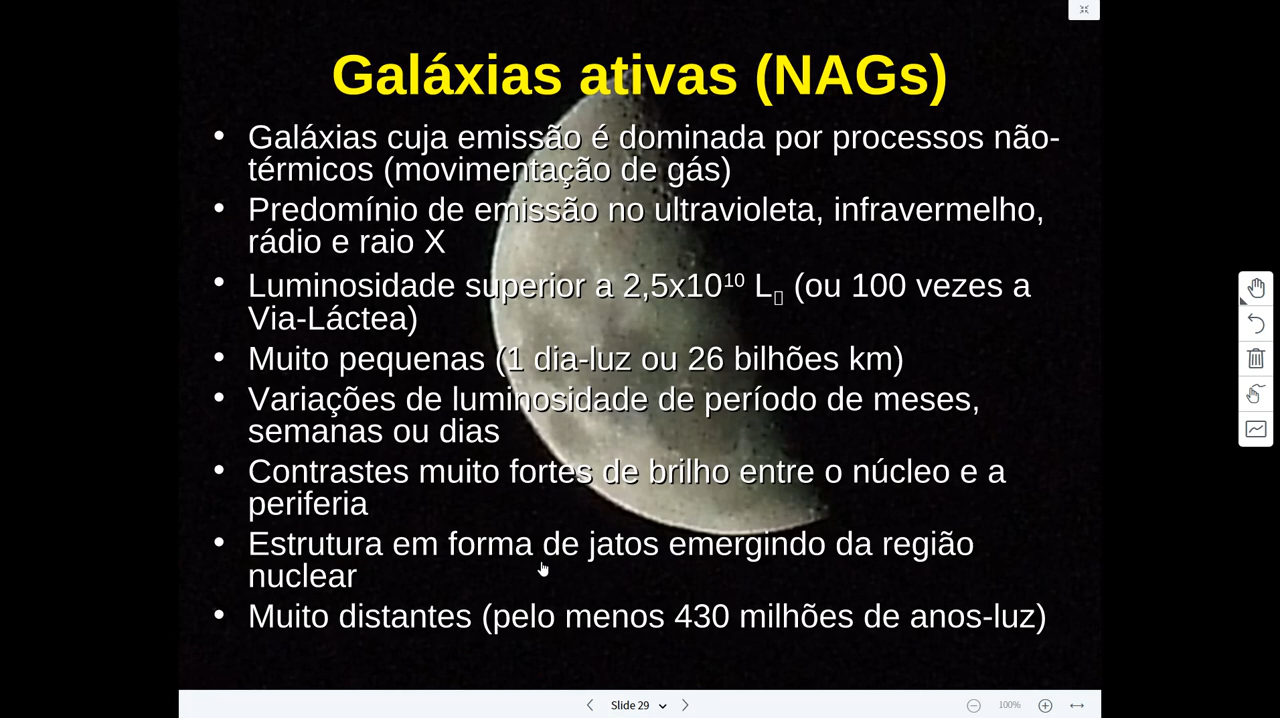 Galáxias ativas (NAGs)
• Galáxias cuja emissão é dominada por processos não-
térmicos (movimentação de gás)
• Predomínio de emissão no ultravioleta, infravermelho,
rádio e raio X
• Luminosidade superior a 2,5x10¹⁰ L▯ (ou 100 vezes a
Via-Láctea)
• Muito pequenas (1 dia-luz ou 26 bilhões km)
• Variações de luminosidade de período de meses,
semanas ou dias
• Contrastes muito fortes de brilho entre o núcleo e a
periferia
• Estrutura em forma de jatos emergindo da região
nuclear
• Muito distantes (pelo menos 430 milhões de anos-luz)
Slide 29
100%